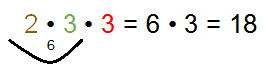 2 • 3 • 3 = 6 • 3 = 18
6